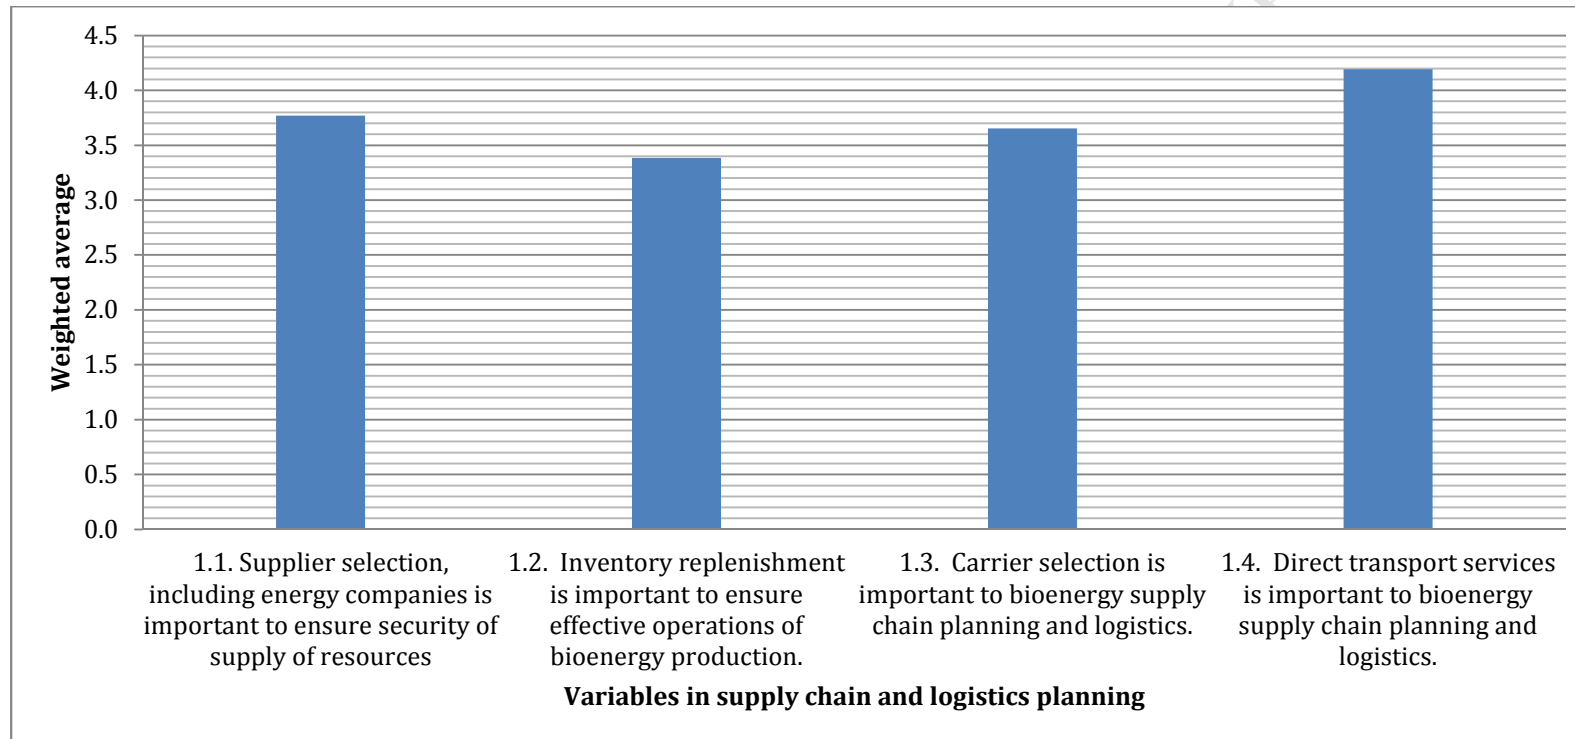 4.5
4.0
3.5
3.0
2.5
2.0
1.5
1.0
0.5
0.0
Weighted average
1.1. Supplier selection,
including energy companies is
important to ensure security of
supply of resources
1.2. Inventory replenishment
is important to ensure
effective operations of
bioenergy production.
1.3. Carrier selection is
important to bioenergy supply
chain planning and logistics.
1.4. Direct transport services
is important to bioenergy
supply chain planning and
logistics.
Variables in supply chain and logistics planning